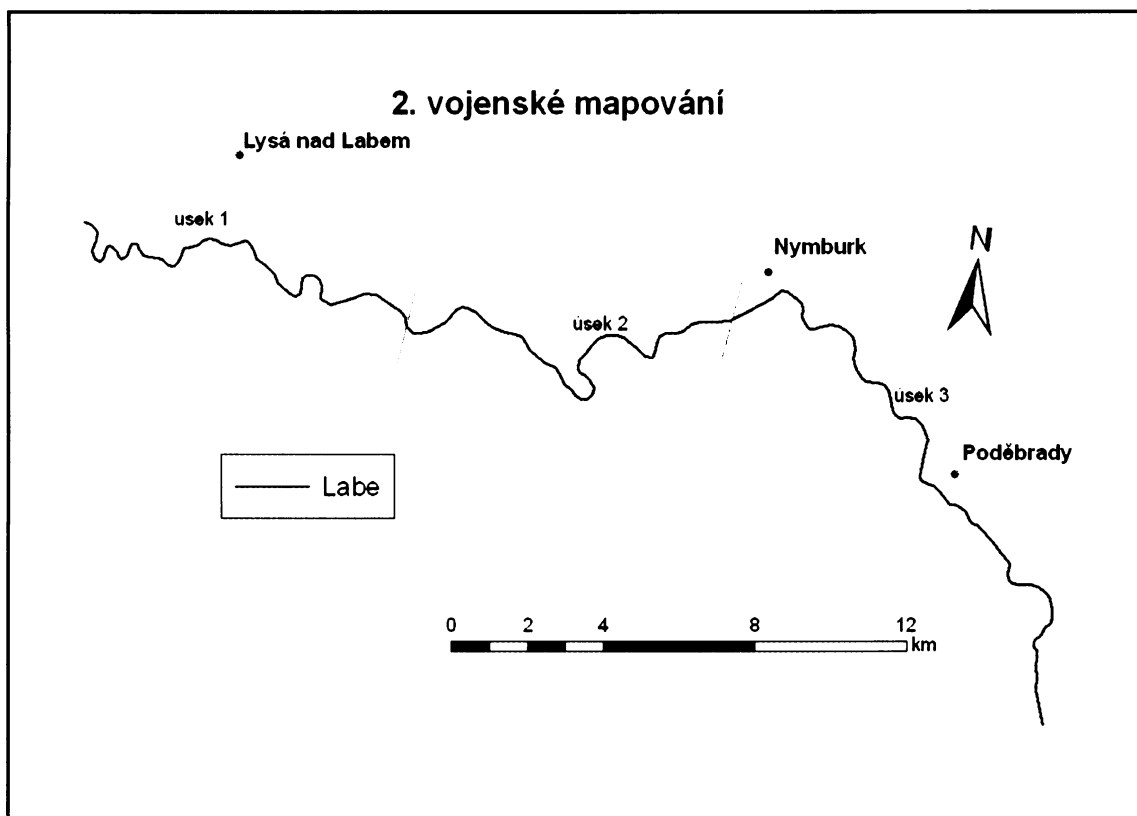 2. vojenské mapování
Lysá nad Labem
úsek 1
Nymburk
N
úsek 2
úsek 3
Poděbrady
Labe
0 2 4 8 12
km